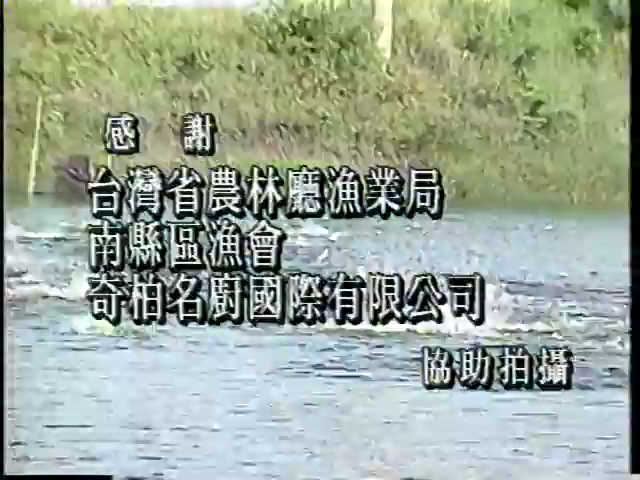 感 謝
台灣省農林廳漁業局
南縣區漁會
奇柏名廚國際有限公司
協助拍攝